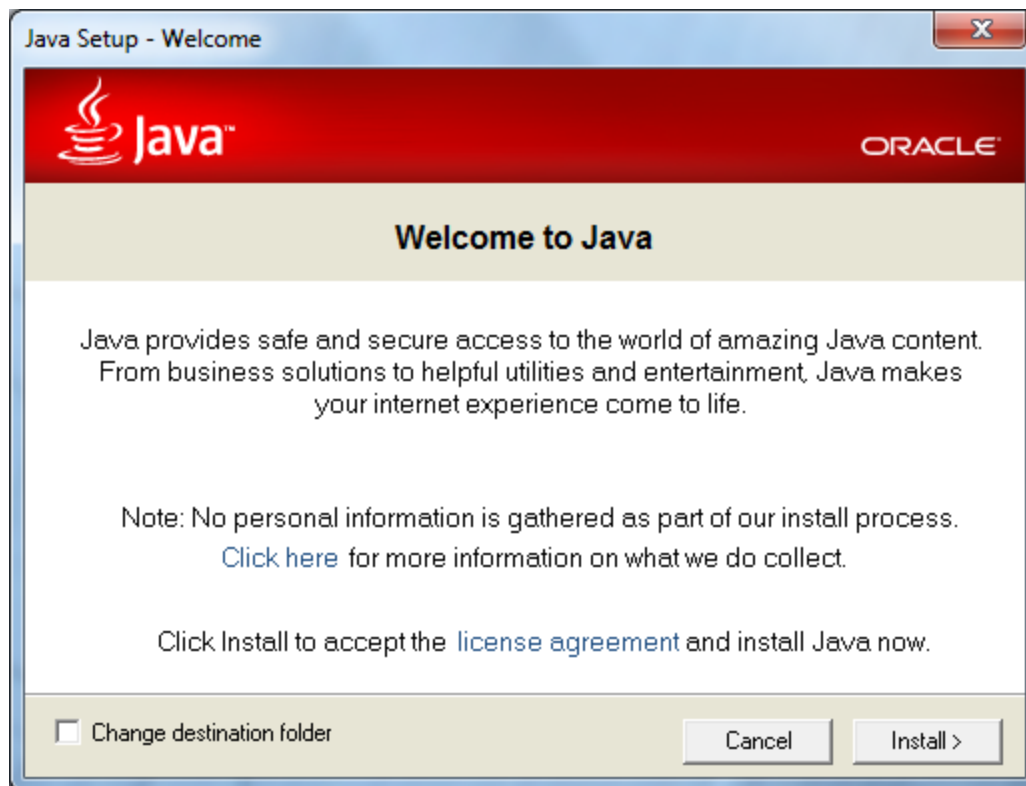 Java Setup - Welcome
Java™
ORACLE®
Welcome to Java
Java provides safe and secure access to the world of amazing Java content.
From business solutions to helpful utilities and entertainment, Java makes
your internet experience come to life.
Note: No personal information is gathered as part of our install process.
Click here for more information on what we do collect.
Click Install to accept the license agreement and install Java now.
Change destination folder
Cancel
Install >